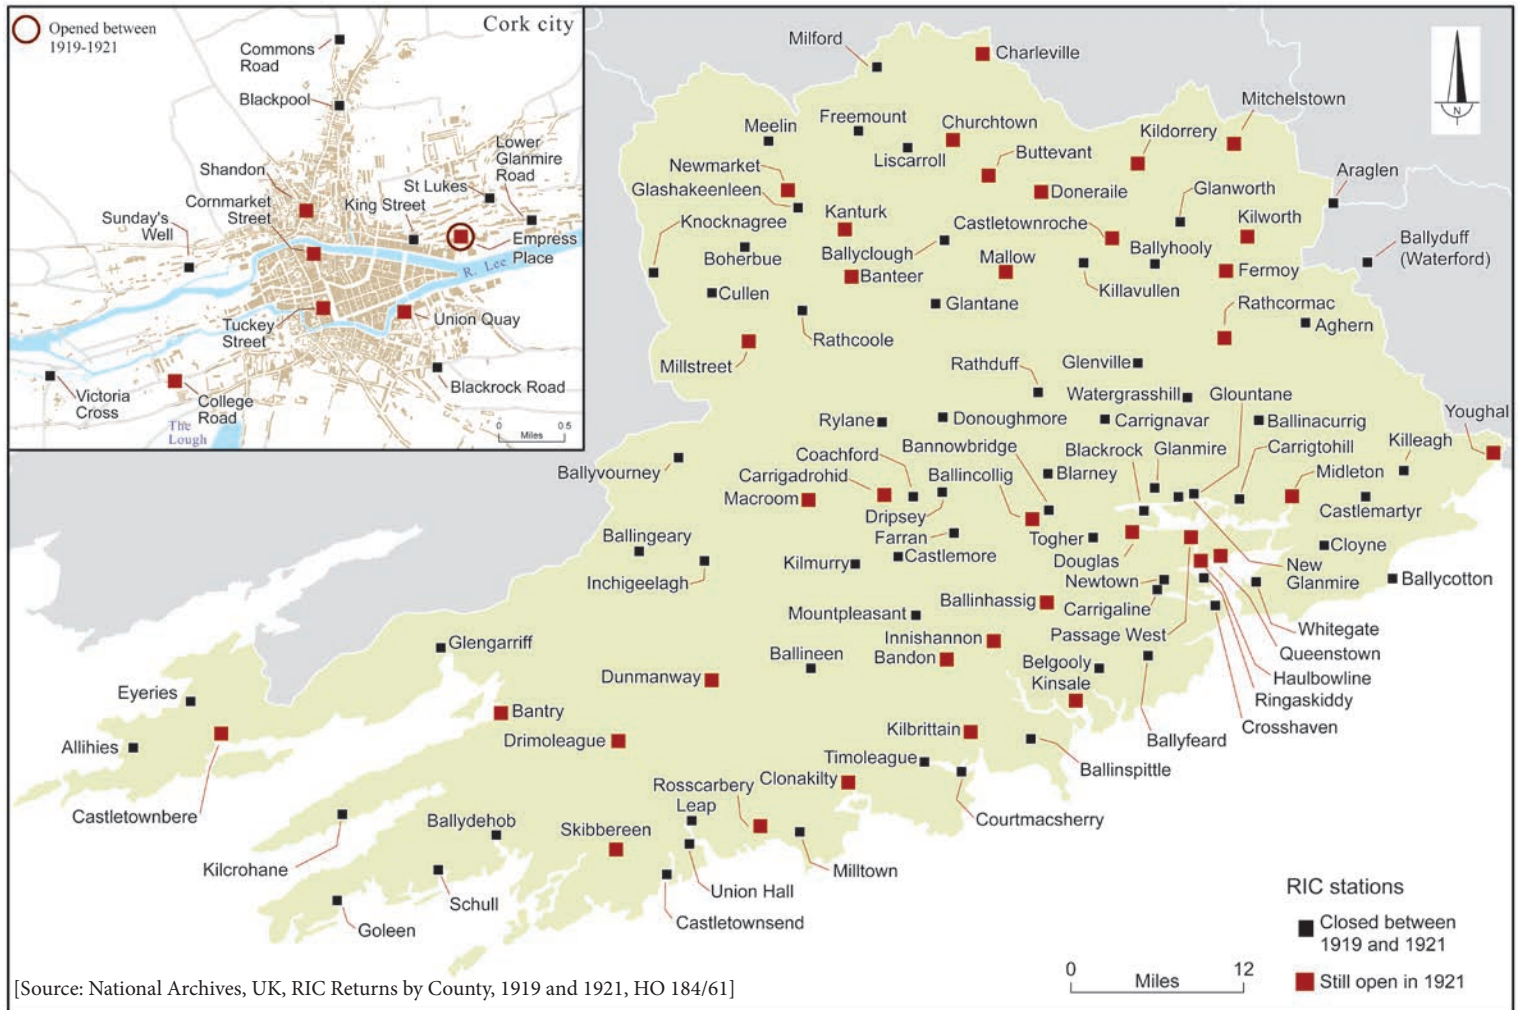 Opened between
1919-1921
Cork city
Commons
Road
Blackpool
Shandon
Lower
Glanmire
Road
St Lukes
Cornmarket
Street
King Street
Sunday's
Well
Empress
Place
R. Lee
Tuckey
Street
Union Quay
Blackrock Road
Victoria
Cross
College
Road
The
Lough
0 0 5
Miles
Milford
Charleville
Mitchelstown
Freemount
Churchtown
Meelin
Kildorrery
Liscarroll
Buttevant
Newmarket
Araglen
Glashakeenleen
Doneraile
Glanworth
Kanturk
Knocknagree
Castletownroche
Kilworth
Ballyduff
(Waterford)
Boherbue
Ballyclough
Mallow
Ballyhooly
Banteer
Fermoy
Cullen
Killavullen
Glantane
Rathcormac
Aghern
Rathcoole
Millstreet
Rathduff
Glenville
Watergrasshill
Glountane
Rylane
Donoughmore
Carrignavar
Ballinacurrig
Youghal
Bannowbridge
Killeagh
Coachford
Blackrock
Glanmire
Carrigtohill
Ballyvourney
Carrigadrohid
Ballincollig
Blarney
Midleton
Macroom
Dripsey
Castlemartyr
Ballingeary
Farran
Togher
Castlemore
Cloyne
Kilmurry
Douglas
Inchigeelagh
Newtown
New
Glanmire
Ballycotton
Mountpleasant
Ballinhassig
Carrigaline
Whitegate
Passage West
Innishannon
Glengarriff
Ballineen
Bandon
Queenstown
Belgooly
Dunmanway
Kinsale
Haulbowline
Eyeries
Ringaskiddy
Bantry
Crosshaven
Kilbrittain
Drimoleague
Ballyfeard
Allihies
Timoleague
Ballinspittle
Rosscarbery
Clonakilty
Leap
Castletownbere
Courtmacsherry
Ballydehob
Skibbereen
Kilcrohane
Milltown
Union Hall
Schull
Castletownsend
Goleen
RIC stations
Closed between
1919 and 1921
Still open in 1921
0 12
Miles
N
[Source: National Archives, UK, RIC Returns by County, 1919 and 1921, HO 184/61]